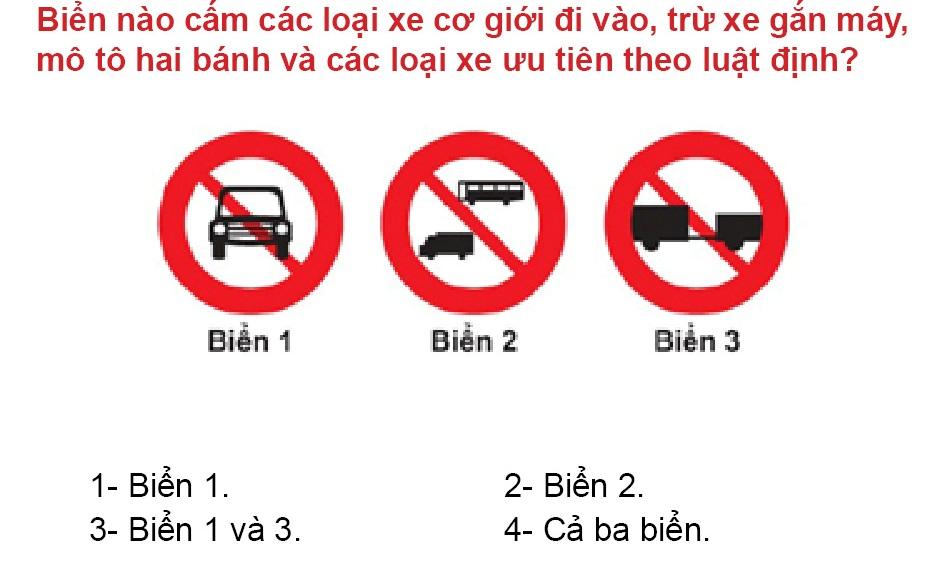 Biển nào cấm các loại xe cơ giới đi vào, trừ xe gắn máy,
mô tô hai bánh và các loại xe ưu tiên theo luật định?
Biển 1
Biển 2
Biển 3
1- Biển 1.
2- Biển 2.
3- Biển 1 và 3.
4- Cả ba biển.